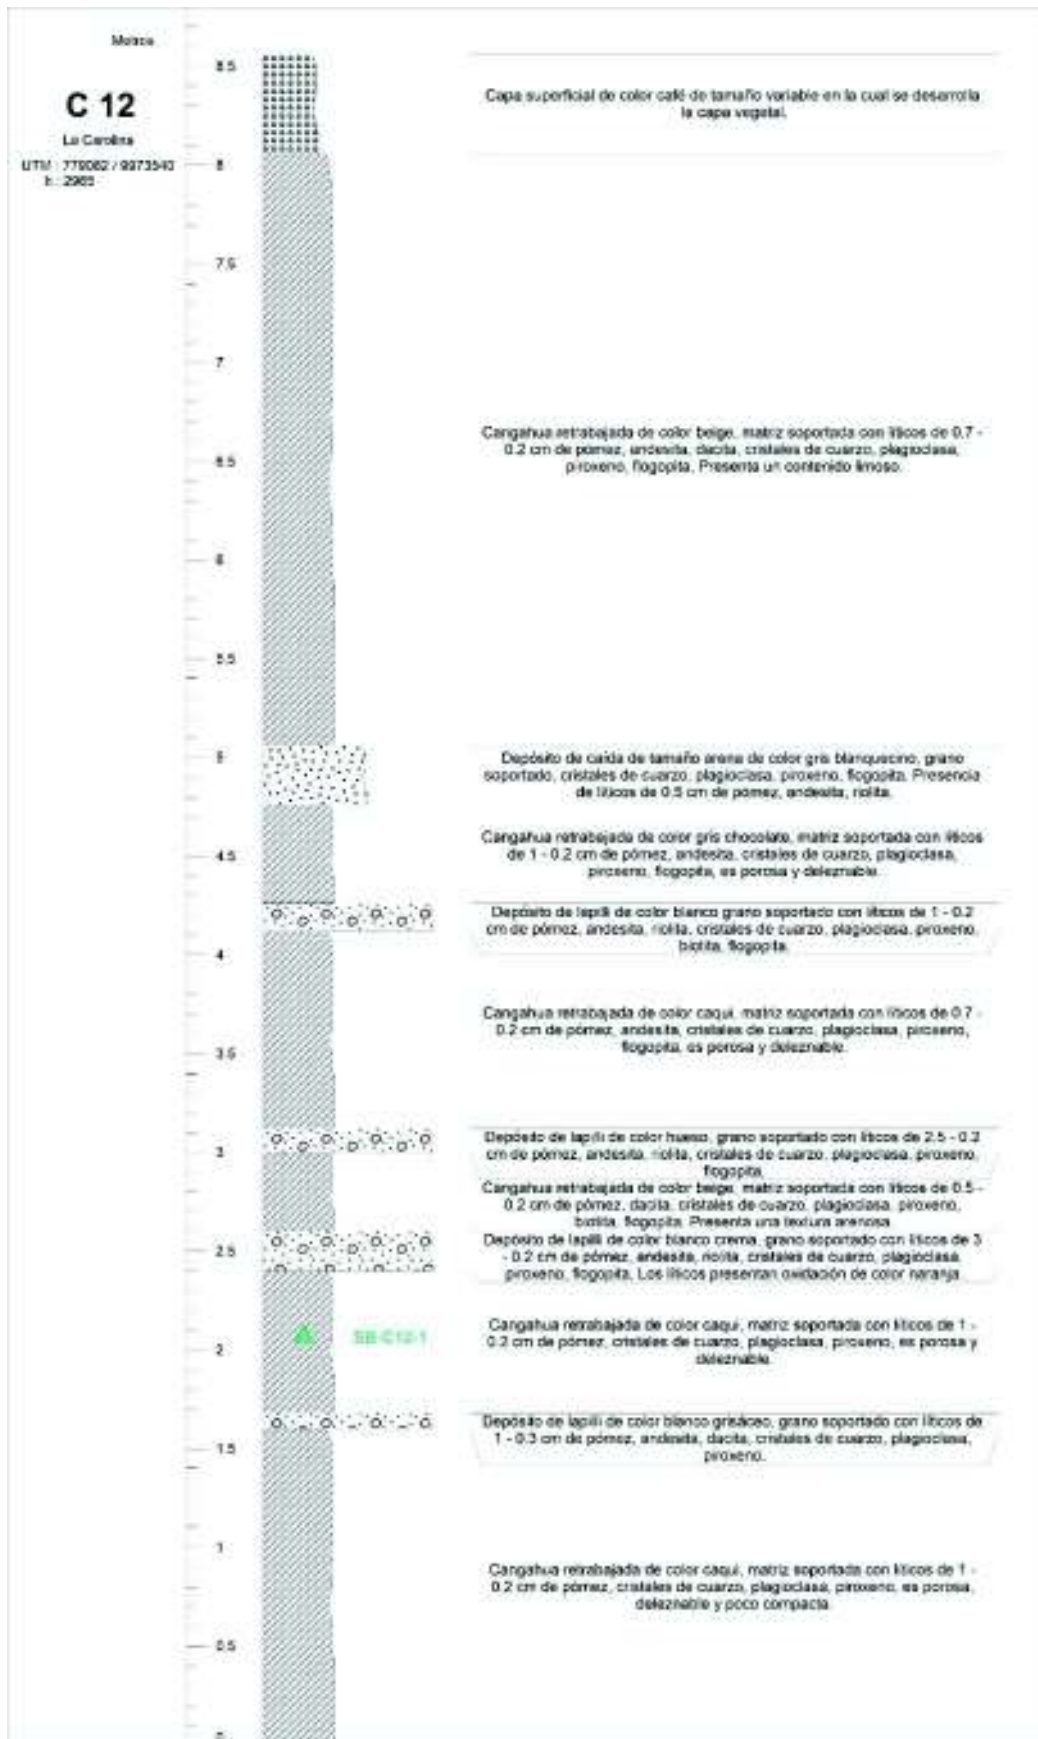 Metros
8.5
C 12
La Carolina
UTM : 779082 / 9973540
h : 2965
Capa superficial de color café de tamaño variable en la cual se desarrolla
la capa vegetal.
8
7.5
7
Cangahua retrabajada de color beige, matriz soportada con líticos de 0.7 -
0.2 cm de pómez, andesita, dacita, cristales de cuarzo, plagioclasa,
piroxeno, flogopita. Presenta un contenido limoso.
6.5
6
5.5
5
Depósito de caída de tamaño arena de color gris blanquecino, grano
soportado, cristales de cuarzo, plagioclasa, piroxeno, flogopita. Presencia
de líticos de 0.5 cm de pómez, andesita, riolita.
Cangahua retrabajada de color gris chocolate, matriz soportada con líticos
de 1 - 0.2 cm de pómez, andesita, cristales de cuarzo, plagioclasa,
piroxeno, flogopita, es porosa y deleznable.
4.5
Depósito de lapilli de color blanco grano soportado con líticos de 1 - 0.2
cm de pómez, andesita, riolita, cristales de cuarzo, plagioclasa, piroxeno,
biotita, flogopita.
4
Cangahua retrabajada de color caqui, matriz soportada con líticos de 0.7 -
0.2 cm de pómez, andesita, cristales de cuarzo, plagioclasa, piroxeno,
flogopita, es porosa y deleznable.
3.5
Depósito de lapilli de color hueso, grano soportado con líticos de 2.5 - 0.2
cm de pómez, andesita, riolita, cristales de cuarzo, plagioclasa, piroxeno,
flogopita.
3
Cangahua retrabajada de color beige, matriz soportada con líticos de 0.5 -
0.2 cm de pómez, dacita, cristales de cuarzo, plagioclasa, piroxeno,
biotita, flogopita. Presenta una textura arenosa.
Depósito de lapilli de color blanco crema, grano soportado con líticos de 3
- 0.2 cm de pómez, andesita, riolita, cristales de cuarzo, plagioclasa,
piroxeno, flogopita. Los líticos presentan oxidación de color naranja.
2.5
SB-C12-1
Cangahua retrabajada de color caqui, matriz soportada con líticos de 1 -
0.2 cm de pómez, cristales de cuarzo, plagioclasa, piroxeno, es porosa y
deleznable.
2
Depósito de lapilli de color blanco grisáceo, grano soportado con líticos de
1 - 0.3 cm de pómez, andesita, dacita, cristales de cuarzo, plagioclasa,
piroxeno.
1.5
1
Cangahua retrabajada de color caqui, matriz soportada con líticos de 1 -
0.2 cm de pómez, cristales de cuarzo, plagioclasa, piroxeno, es porosa,
deleznable y poco compacta.
0.5